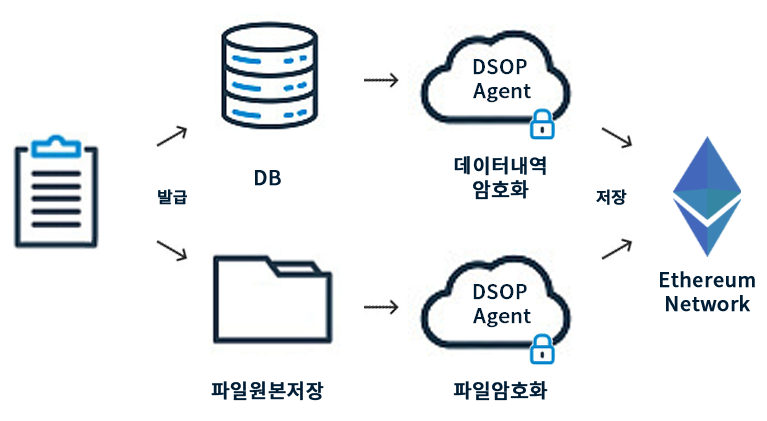 발급
DB
DSOP
Agent
데이터내역
암호화
파일원본저장
DSOP
Agent
파일암호화
저장
Ethereum
Network